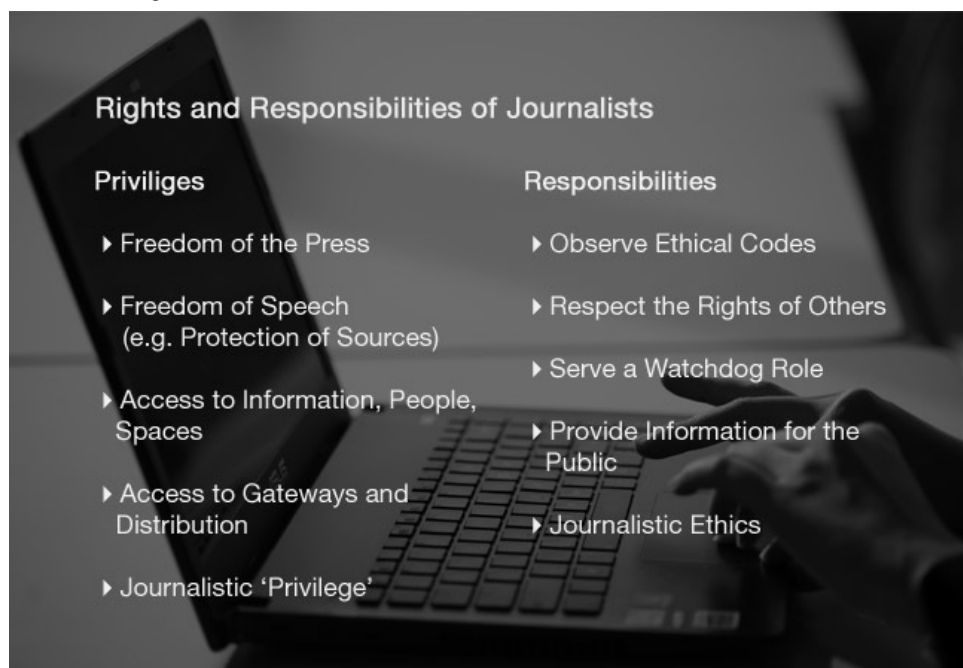 Rights and Responsibilities of Journalists
Priviliges
▸ Freedom of the Press
▸ Freedom of Speech
(e.g. Protection of Sources)
▸ Access to Information, People,
Spaces
▸ Access to Gateways and
Distribution
▸ Journalistic ‘Privilege’
Responsibilities
▸ Observe Ethical Codes
▸ Respect the Rights of Others
▸ Serve a Watchdog Role
▸ Provide Information for the
Public
▸ Journalistic Ethics